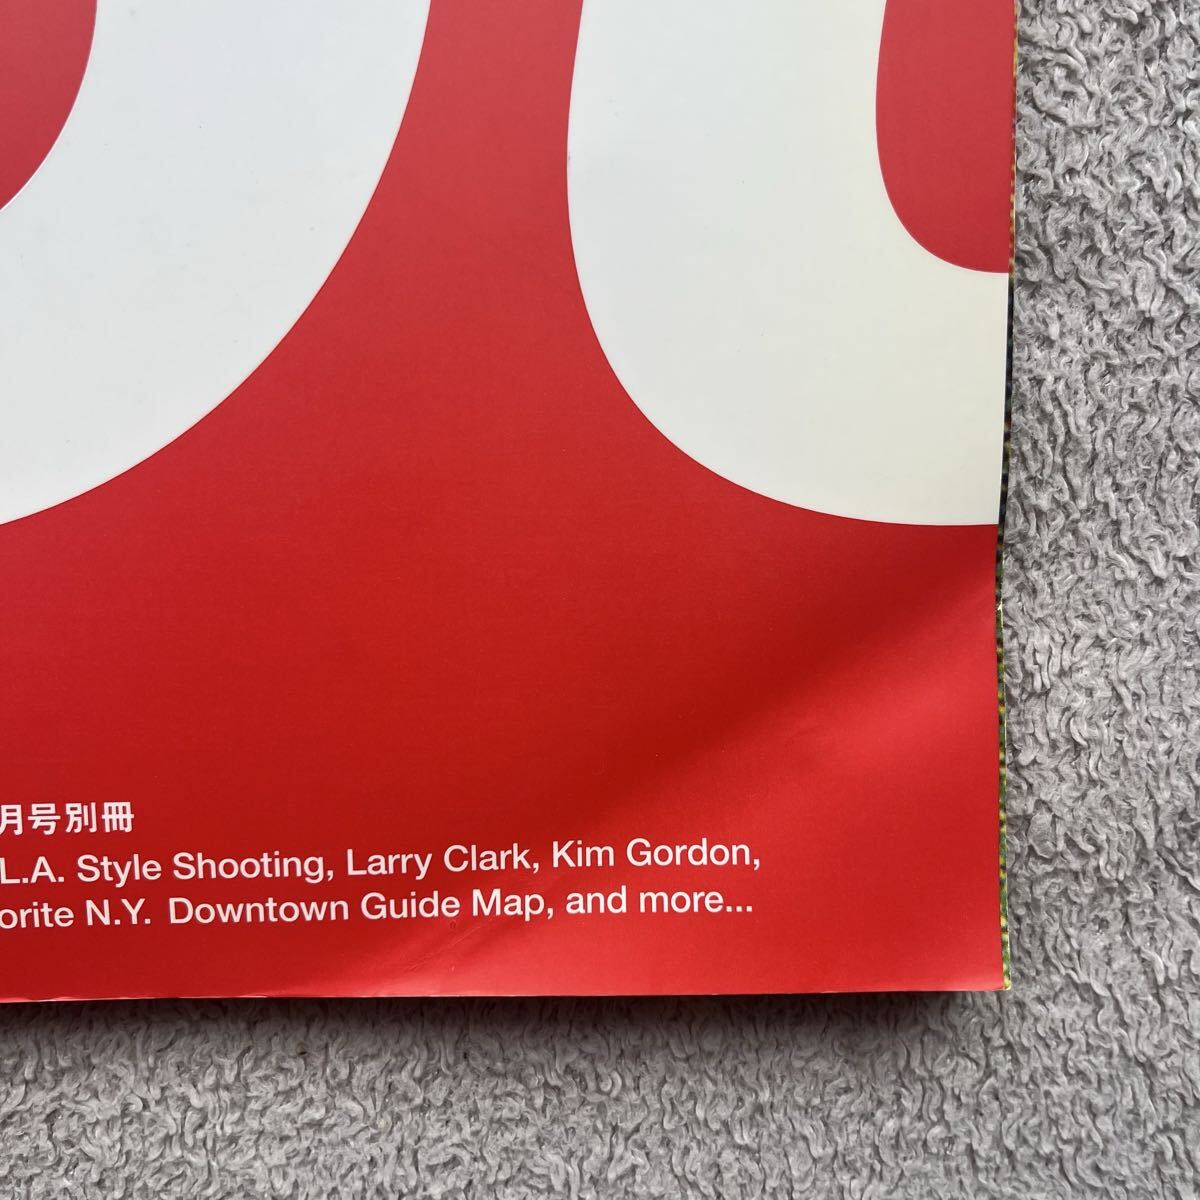 月号別冊
L.A. Style Shooting, Larry Clark, Kim Gordon,
orite N.Y. Downtown Guide Map, and more...